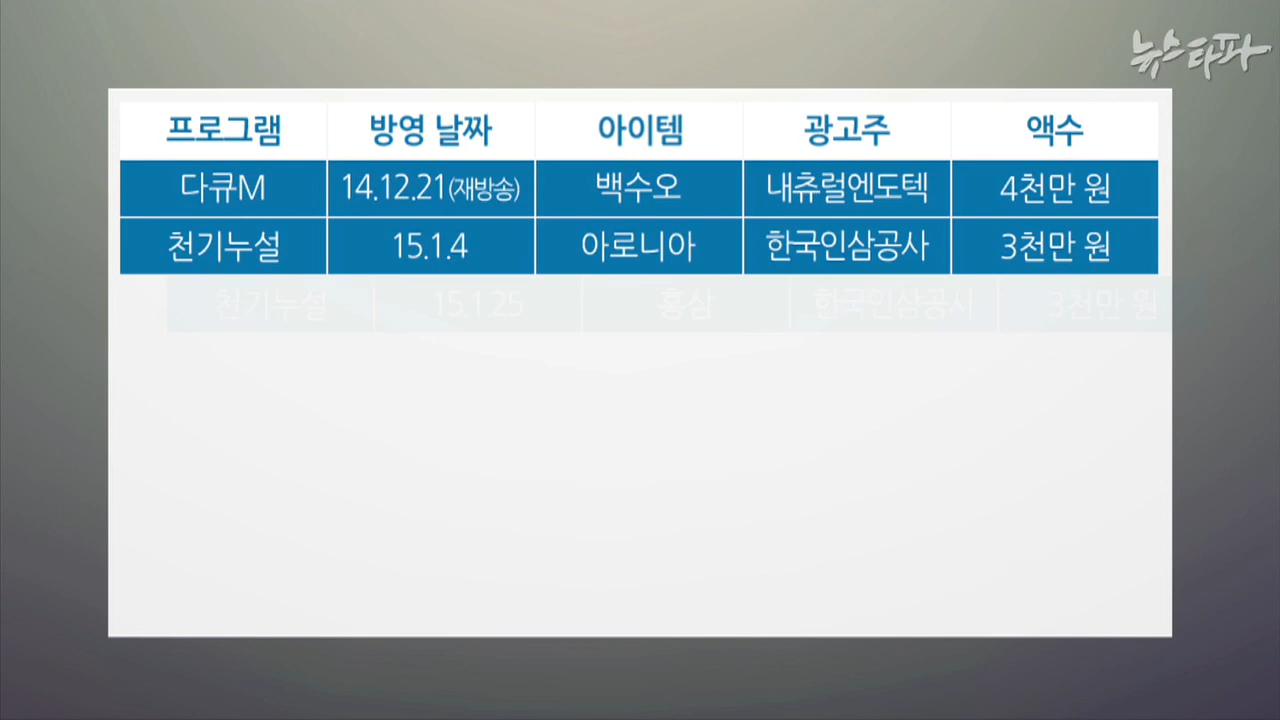 뉴스타파
프로그램 방영 날짜 아이템 광고주 액수
다큐M 14.12.21(재방송) 백수오 내츄럴엔도텍 4천만 원
천기누설 15.1.4 아로니아 한국인삼공사 3천만 원
천기누설 15.1.25 홍삼 한국인삼공사 3천만 원